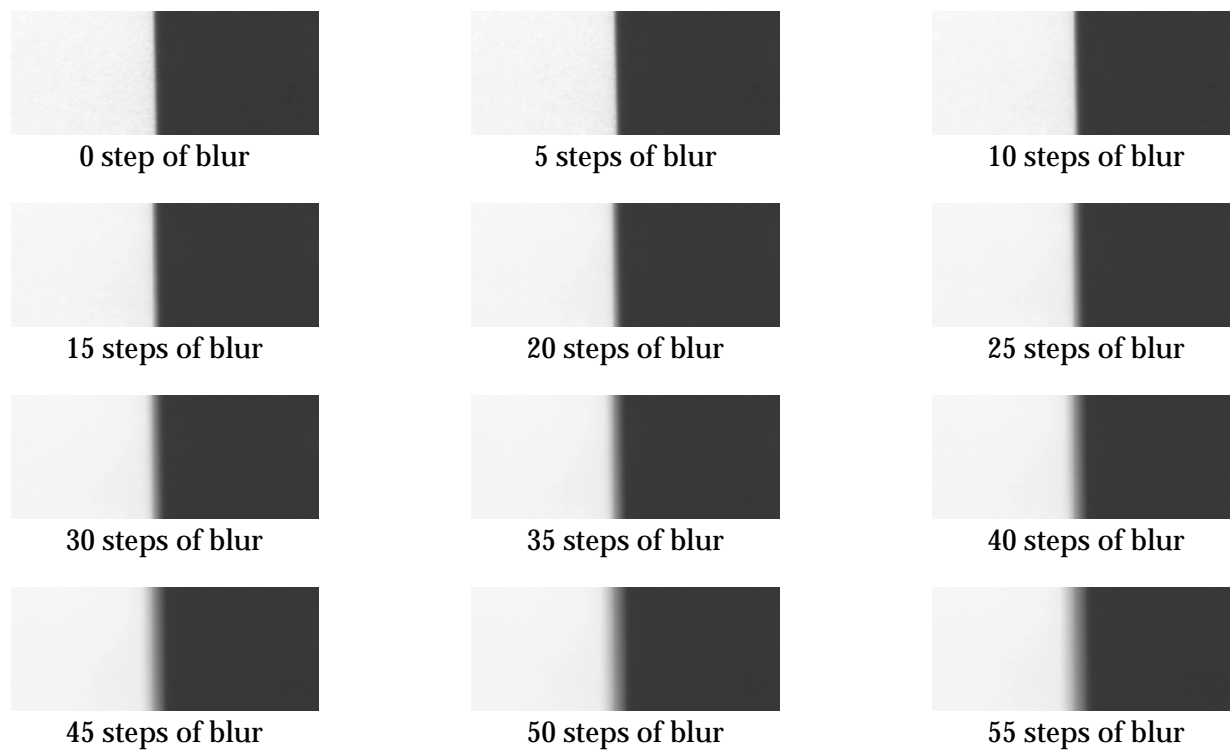 0 step of blur
5 steps of blur
10 steps of blur
15 steps of blur
20 steps of blur
25 steps of blur
30 steps of blur
35 steps of blur
40 steps of blur
45 steps of blur
50 steps of blur
55 steps of blur